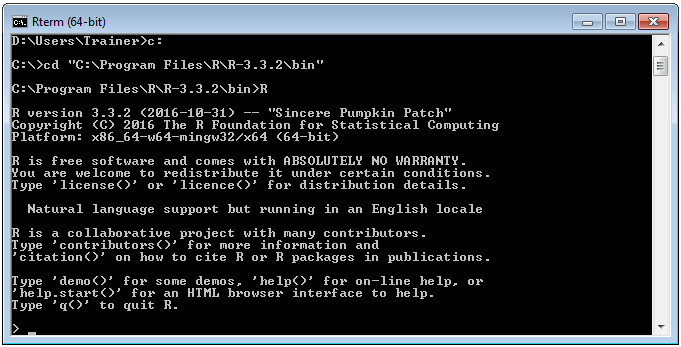 Rterm (64-bit)
D:\Users\Trainer>c:
C:\>cd "C:\Program Files\R\R-3.3.2\bin"
C:\Program Files\R\R-3.3.2\bin>R
R version 3.3.2 (2016-10-31) -- "Sincere Pumpkin Patch"
Copyright (C) 2016 The R Foundation for Statistical Computing
Platform: x86_64-w64-mingw32/x64 (64-bit)
R is free software and comes with ABSOLUTELY NO WARRANTY.
You are welcome to redistribute it under certain conditions.
Type 'license()' or 'licence()' for distribution details.
Natural language support but running in an English locale
R is a collaborative project with many contributors.
Type 'contributors()' for more information and
'citation()' on how to cite R or R packages in publications.
Type 'demo()' for some demos, 'help()' for on-line help, or
'help.start()' for an HTML browser interface to help.
Type 'q()' to quit R.
> _